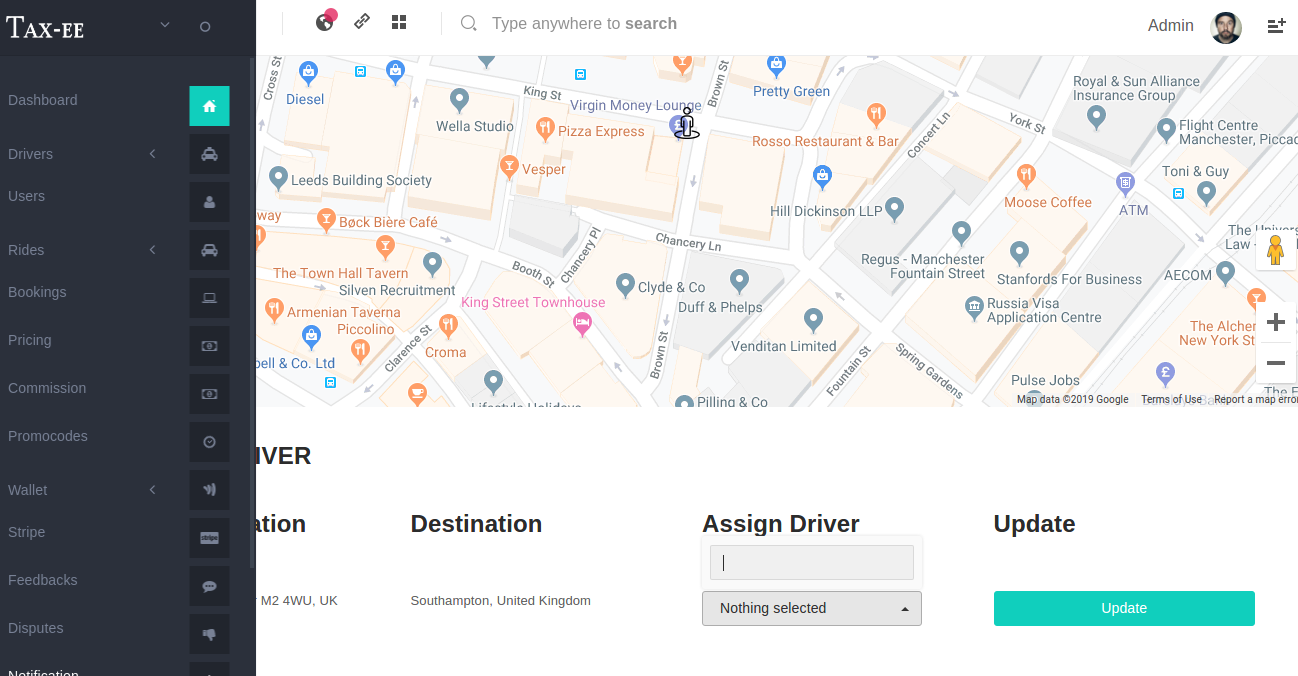 TAX-EE
Type anywhere to search
Admin
Dashboard
Drivers
Users
Rides
Bookings
Pricing
Commission
Promocodes
Wallet
Stripe
stripe
Feedbacks
Disputes
Notification
Cross St
Diesel
King St
Wella Studio
Virgin Money Lounge
Pizza Express
Brown St
Pretty Green
Rosso Restaurant & Bar
Concert Ln
York St
Royal & Sun Alliance
Insurance Group
Flight Centre
Manchester, Piccad
Toni & Guy
Leeds Building Society
Vesper
way
Bøck Bière Café
Hill Dickinson LLP
Moose Coffee
ATM
Chancery Ln
Chancery Pl
Booth St
The Town Hall Tavern
Silven Recruitment
King Street Townhouse
Clyde & Co
Duff & Phelps
Regus - Manchester
Fountain Street
Stanfords For Business
AECOM
The Univers
Law -
Armenian Taverna
Piccolino
Croma
Clarence St
Brown St
Venditan Limited
Russia Visa
Application Centre
The Alchem
New York St
bell & Co. Ltd
Fountain St
Spring Gardens
Pulse Jobs
Lifestyle Holidays
Pilling & Co
Map data ©2019 Google
Terms of Use
Report a map error
IVER
ation
Destination
Assign Driver
Update
M2 4WU, UK
Southampton, United Kingdom
Nothing selected
Update